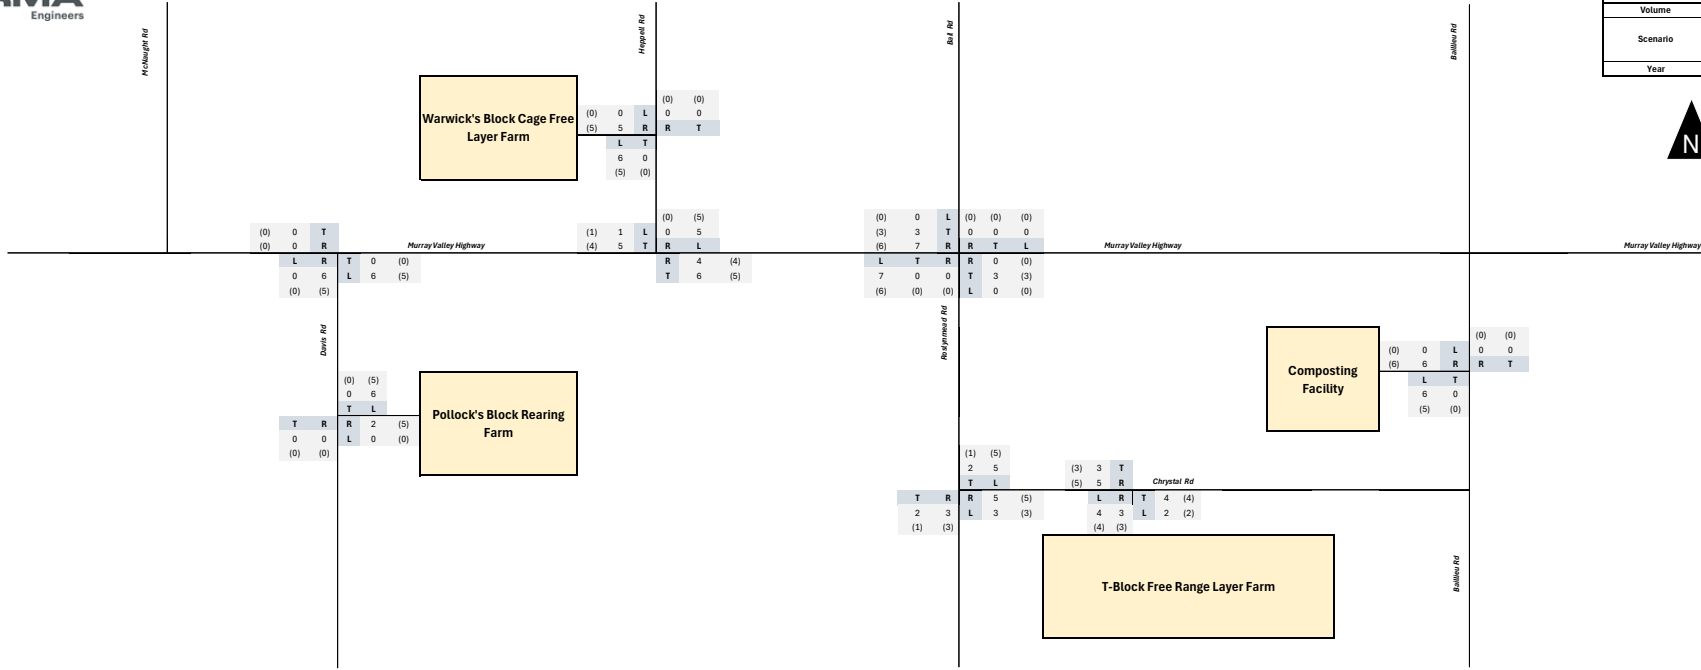 Engineers
McNaught Rd
Heppell Rd
Ball Rd
Baillieu Rd
Volume
Scenario
Year
N
Warwick's Block Cage Free
Layer Farm
(0) (0)
(0) 0 L 0 0
(5) 5 R R T
L T
6 0
(5) (0)
(0) 0 T
(0) 0 R
Murray Valley Highway
L R T 0 (0)
0 6 L 6 (5)
(0) (5)
(0) (5)
(1) 1 L 0 5
(4) 5 T R L
R 4 (4)
T 6 (5)
(0) 0 L (0) (0) (0)
(3) 3 T 0 0 0
(6) 7 R R T L
L T R R 0 (0)
7 0 0 T 3 (3)
(6) (0) (0) L 0 (0)
Murray Valley Highway
Murray Valley Highway
Davis Rd
Roslynmead Rd
(0) (5)
0 6
T L
T R R 2 (5)
0 0 L 0 (0)
(0) (0)
Pollock's Block Rearing
Farm
Composting
Facility
(0) (0)
(0) 0 L 0 0
(6) 6 R R T
L T
6 0
(5) (0)
(1) (5)
2 5
T L
T R R 5 (5)
2 3 L 3 (3)
(1) (3)
(3) 3 T
(5) 5 R
Chrystal Rd
L R T 4 (4)
4 3 L 2 (2)
(4) (3)
T-Block Free Range Layer Farm
Baillieu Rd